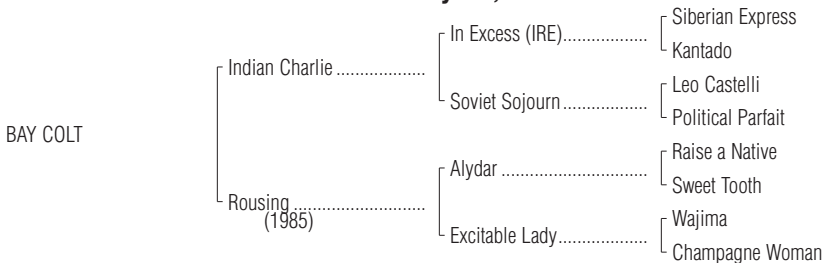 Siberian Express
In Excess (IRE)...................
Kantado
Indian Charlie ....................
Leo Castelli
Soviet Sojourn...................
Political Parfait
BAY COLT
Raise a Native
Alydar ................................
Sweet Tooth
Rousing .............................
(1985)
Wajima
Excitable Lady....................
Champagne Woman